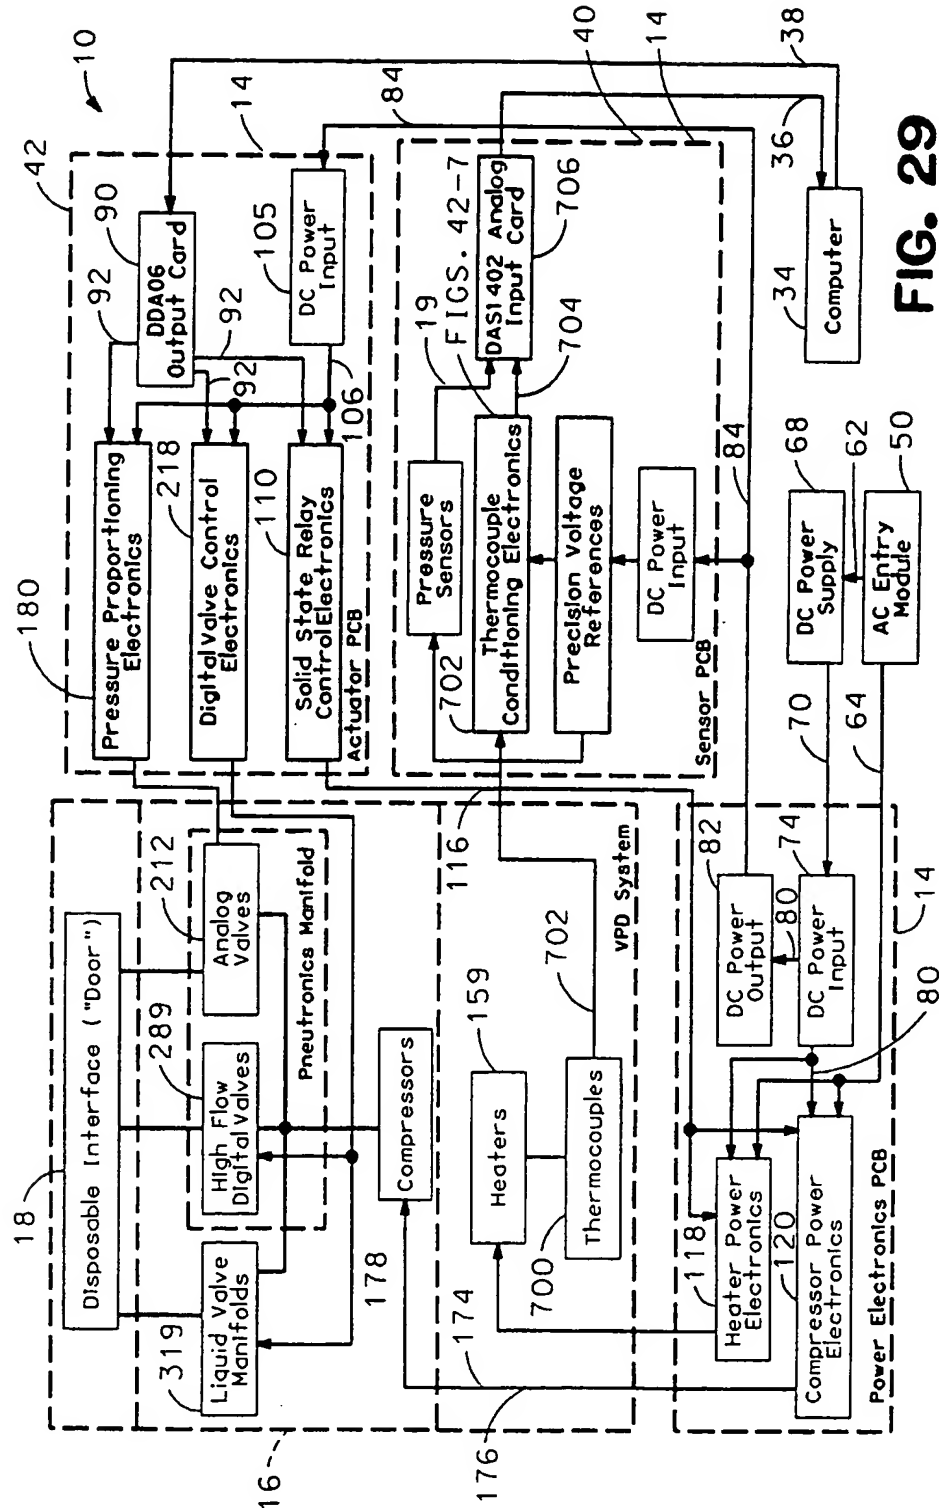 18
Disposable Interface ("Door")
319
Liquid Valve
Manifolds
289
High Flow
Digital Valves
212
Analog
Valves
Pneutronics Manifold
16
178
Compressors
174
176
159
Heaters
700
Thermocouples
702
VPD System
116
180
Pressure Proportioning
Electronics
218
Digital Valve Control
Electronics
110
Solid State Relay
Control Electronics
Actuator PCB
106
92
92
92
90
DDA06
Output Card
42
105
DC Power
Input
14
10
84
Pressure
Sensors
19
702
Thermocouple
Conditioning Electronics
FIGS. 42-7
DAS1402 Analog
Input Card
706
704
Precision Voltage
References
DC Power
Input
Sensor PCB
40
14
84
36
38
34
Computer
118
Heater Power
Electronics
120
Compressor Power
Electronics
Power Electronics PCB
82
DC Power
Output
80
74
DC Power
Input
80
14
70
64
68
DC Power
Supply
62
50
AC Entry
Module
FIG. 29